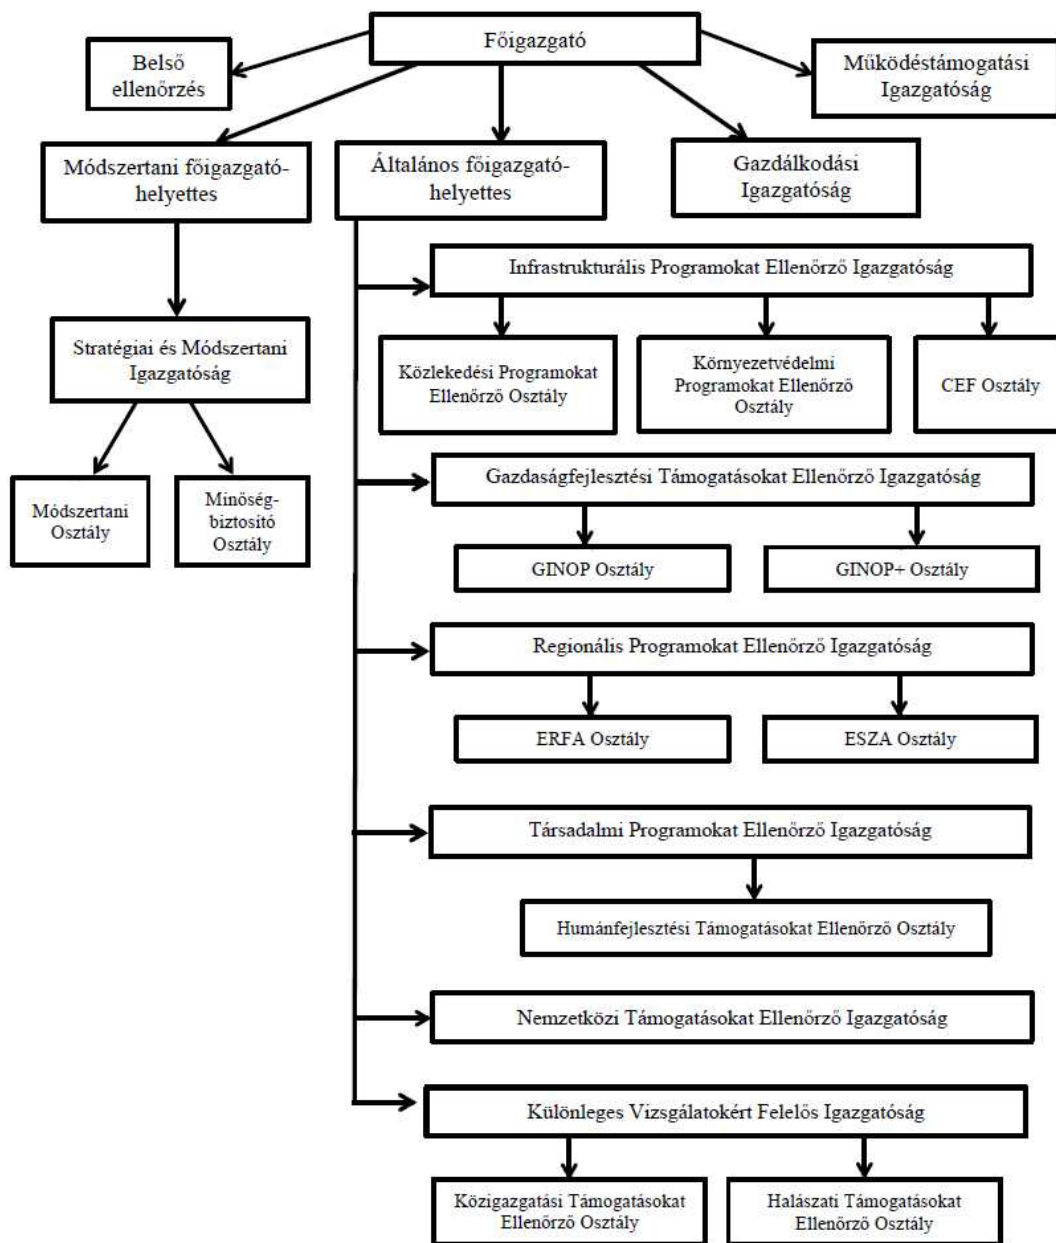 Főigazgató
Belső
ellenőrzés
Működéstámogatási
Igazgatóság
Módszertani főigazgató-
helyettes
Általános főigazgató-
helyettes
Gazdálkodási
Igazgatóság
Infrastrukturális Programokat Ellenőrző Igazgatóság
Stratégiai és Módszertani
Igazgatóság
Közlekedési Programokat
Ellenőrző Osztály
Környezetvédelmi
Programokat Ellenőrző
Osztály
CEF Osztály
Gazdaságfejlesztési Támogatásokat Ellenőrző Igazgatóság
Módszertani
Osztály
Minőség-
biztosító
Osztály
GINOP Osztály
GINOP+ Osztály
Regionális Programokat Ellenőrző Igazgatóság
ERFA Osztály
ESZA Osztály
Társadalmi Programokat Ellenőrző Igazgatóság
Humánfejlesztési Támogatásokat Ellenőrző Osztály
Nemzetközi Támogatásokat Ellenőrző Igazgatóság
Különleges Vizsgálatokért Felelős Igazgatóság
Közigazgatási Támogatásokat
Ellenőrző Osztály
Halászati Támogatásokat
Ellenőrző Osztály